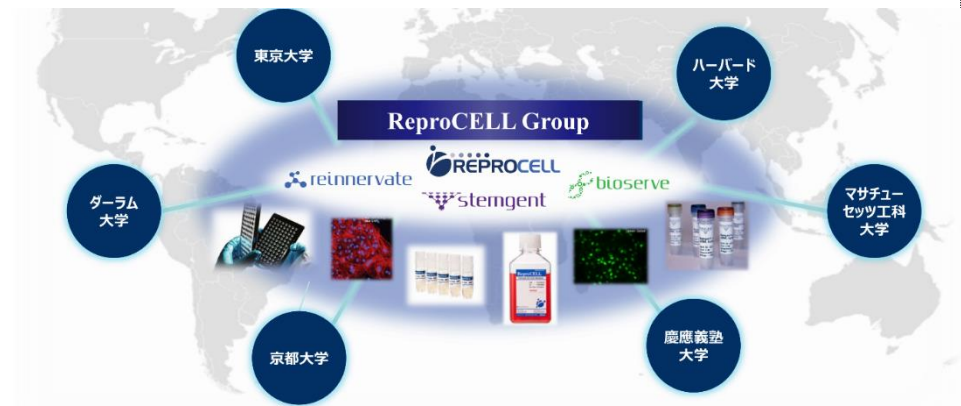 東京大学
ハーバード
大学
ReproCELL Group
REPROCELL
reinnervate
bioserve
stemgent
ダーラム
大学
マサチュー
セッツ工科
大学
ReproCELL
京都大学
慶應義塾
大学